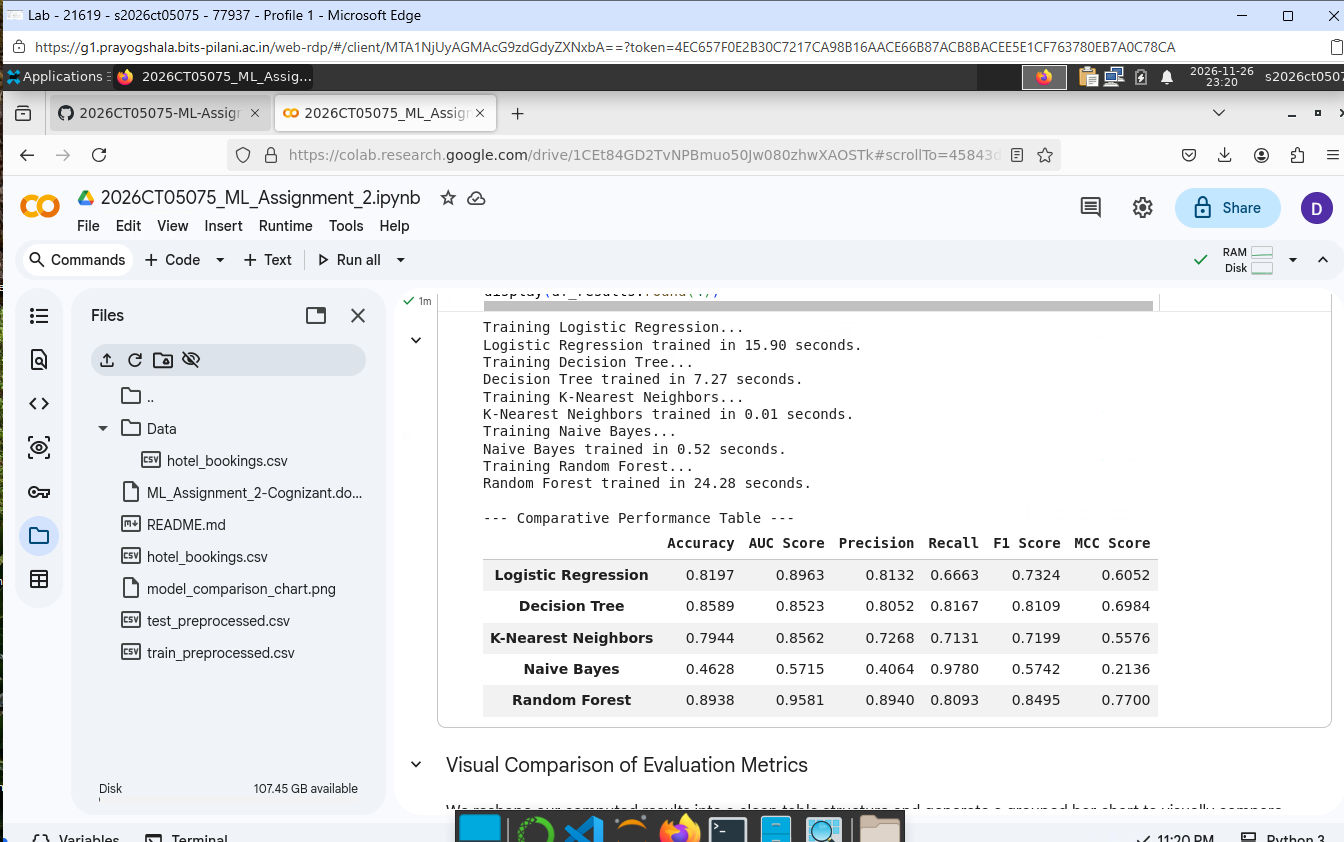 Lab - 21619 - s2026ct05075 - 77937 - Profile 1 - Microsoft Edge
https://g1.prayogshala.bits-pilani.ac.in/web-rdp/#/client/MTA1NjUyAGMAcG9zdGdyZXNxbA==?token=4EC657F0E2B30C7217CA98B16AACE66B87ACB8BACEE5E1CF763780EB7A0C78CA
Applications
2026CT05075_ML_Assig...
2026-11-26
23:20
s2026ct0507
2026CT05075-ML-Assign
2026CT05075_ML_Assign
https://colab.research.google.com/drive/1CEt84GD2TvNPBmuo50Jw080zhwXAOSTk#scrollTo=45843d
2026CT05075_ML_Assignment_2.ipynb
File Edit View Insert Runtime Tools Help
Share
D
Commands + Code + Text Run all
RAM
Disk
Files
..
Data
hotel_bookings.csv
ML_Assignment_2-Cognizant.do...
README.md
hotel_bookings.csv
model_comparison_chart.png
test_preprocessed.csv
train_preprocessed.csv
Disk 107.45 GB available
1m
Training Logistic Regression...
Logistic Regression trained in 15.90 seconds.
Training Decision Tree...
Decision Tree trained in 7.27 seconds.
Training K-Nearest Neighbors...
K-Nearest Neighbors trained in 0.01 seconds.
Training Naive Bayes...
Naive Bayes trained in 0.52 seconds.
Training Random Forest...
Random Forest trained in 24.28 seconds.
--- Comparative Performance Table ---
Accuracy AUC Score Precision Recall F1 Score MCC Score
Logistic Regression 0.8197 0.8963 0.8132 0.6663 0.7324 0.6052
Decision Tree 0.8589 0.8523 0.8052 0.8167 0.8109 0.6984
K-Nearest Neighbors 0.7944 0.8562 0.7268 0.7131 0.7199 0.5576
Naive Bayes 0.4628 0.5715 0.4064 0.9780 0.5742 0.2136
Random Forest 0.8938 0.9581 0.8940 0.8093 0.8495 0.7700
Visual Comparison of Evaluation Metrics
Variables Terminal
11:20 PM Python 3